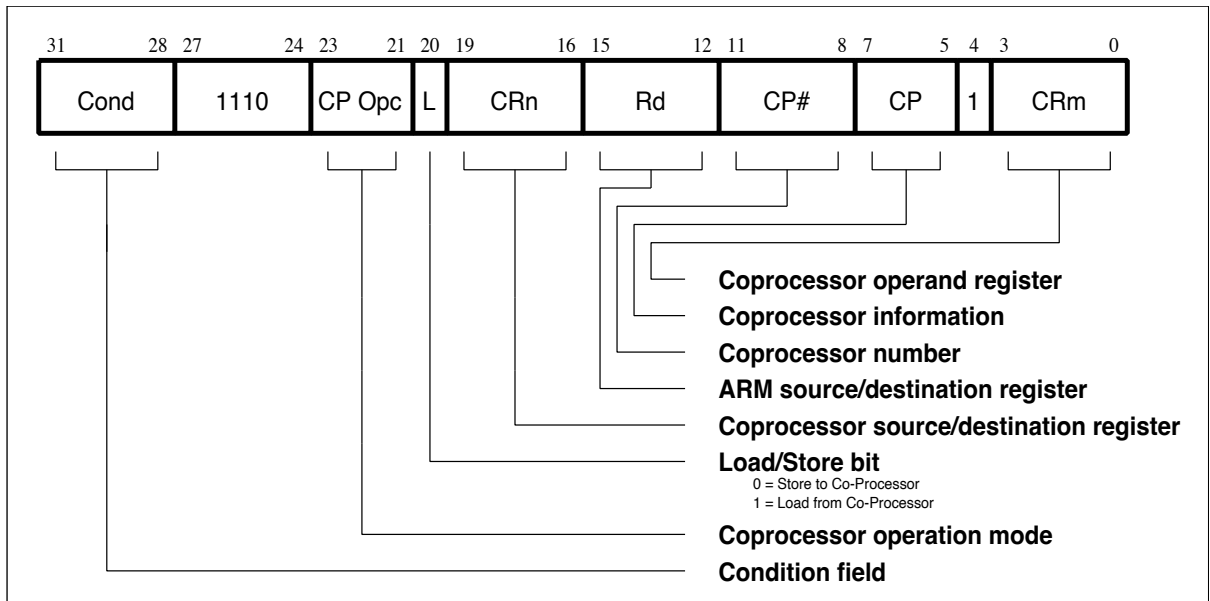 31 28 27 24 23 21 20 19 16 15 12 11 8 7 5 4 3 0
Cond 1110 CP Opc L CRn Rd CP# CP 1 CRm
Coprocessor operand register
Coprocessor information
Coprocessor number
ARM source/destination register
Coprocessor source/destination register
Load/Store bit
0 = Store to Co-Processor
1 = Load from Co-Processor
Coprocessor operation mode
Condition field